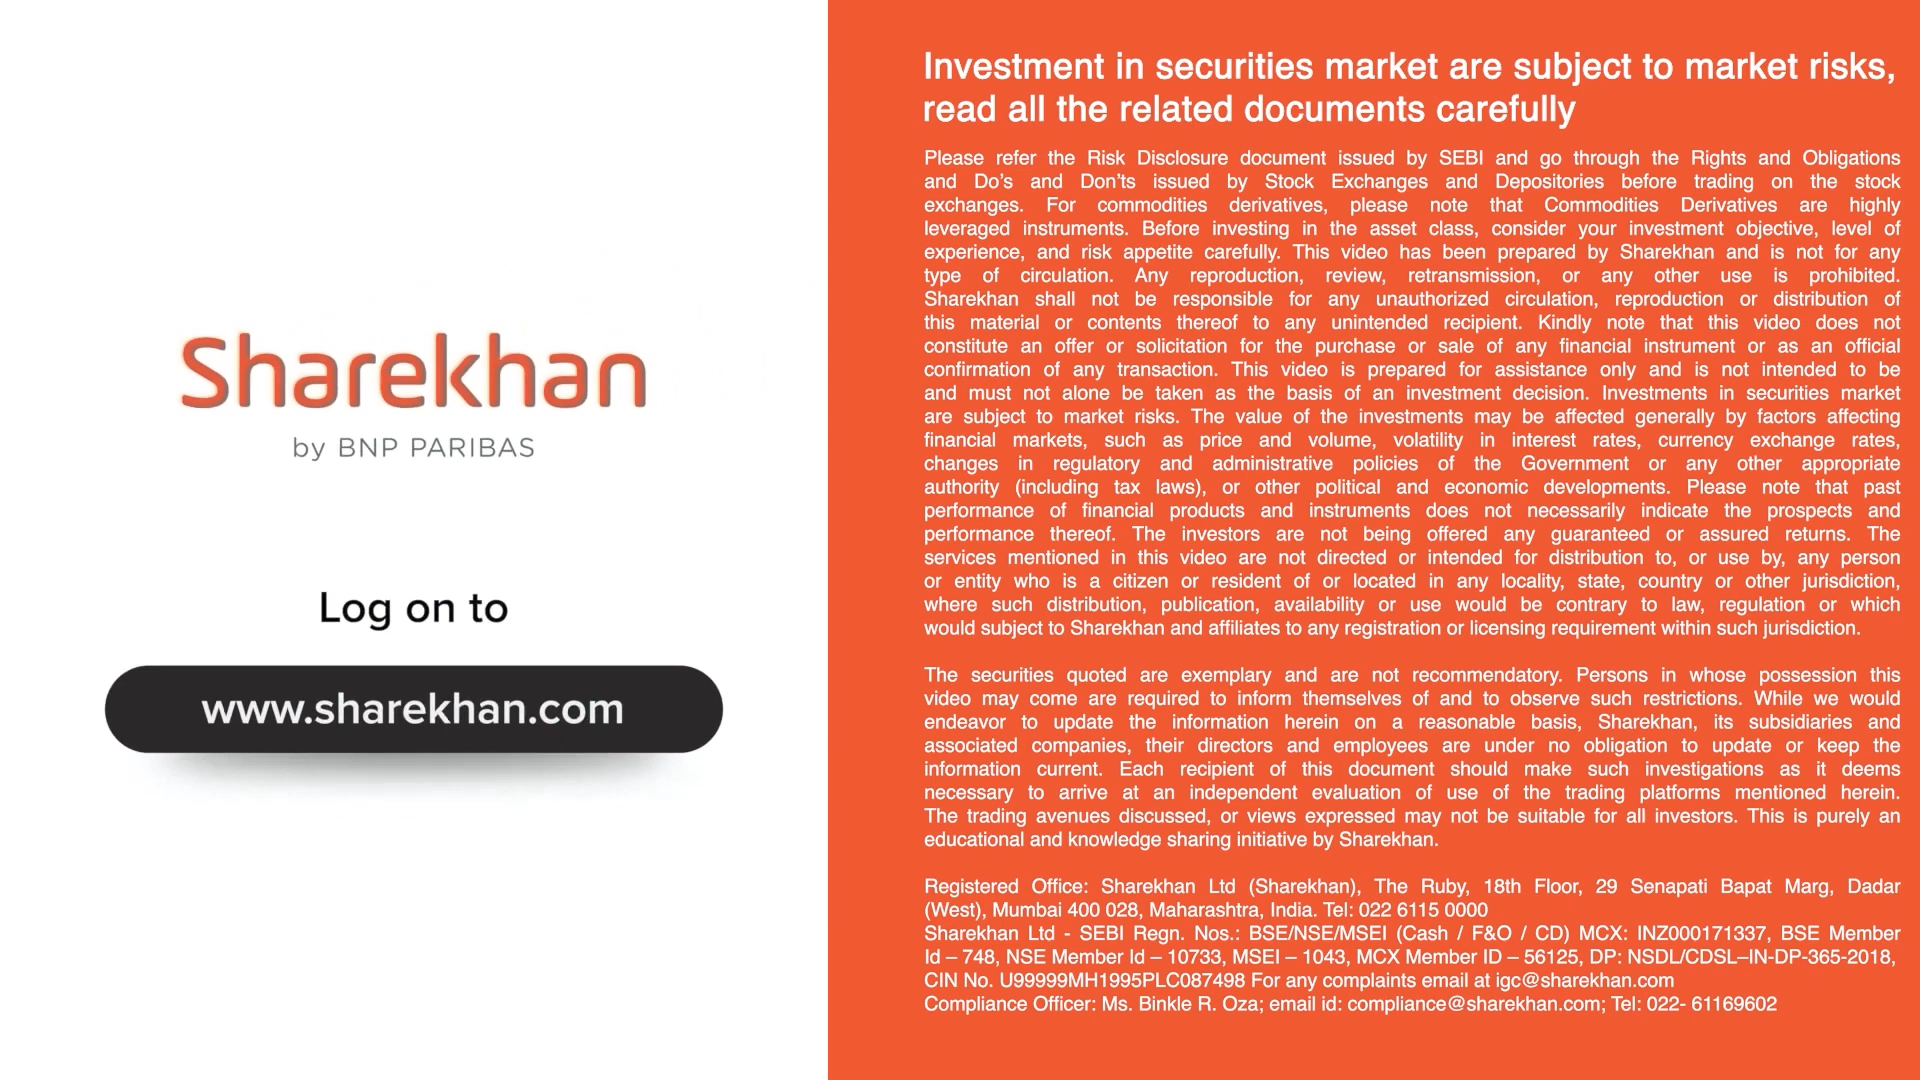 Sharekhan
by BNP PARIBAS
Log on to
www.sharekhan.com
Investment in securities market are subject to market risks,
read all the related documents carefully
Please refer the Risk Disclosure document issued by SEBI and go through the Rights and Obligations
and Do’s and Don’ts issued by Stock Exchanges and Depositories before trading on the stock
exchanges. For commodities derivatives, please note that Commodities Derivatives are highly
leveraged instruments. Before investing in the asset class, consider your investment objective, level of
experience, and risk appetite carefully. This video has been prepared by Sharekhan and is not for any
type of circulation. Any reproduction, review, retransmission, or any other use is prohibited.
Sharekhan shall not be responsible for any unauthorized circulation, reproduction or distribution of
this material or contents thereof to any unintended recipient. Kindly note that this video does not
constitute an offer or solicitation for the purchase or sale of any financial instrument or as an official
confirmation of any transaction. This video is prepared for assistance only and is not intended to be
and must not alone be taken as the basis of an investment decision. Investments in securities market
are subject to market risks. The value of the investments may be affected generally by factors affecting
financial markets, such as price and volume, volatility in interest rates, currency exchange rates,
changes in regulatory and administrative policies of the Government or any other appropriate
authority (including tax laws), or other political and economic developments. Please note that past
performance of financial products and instruments does not necessarily indicate the prospects and
performance thereof. The investors are not being offered any guaranteed or assured returns. The
services mentioned in this video are not directed or intended for distribution to, or use by, any person
or entity who is a citizen or resident of or located in any locality, state, country or other jurisdiction,
where such distribution, publication, availability or use would be contrary to law, regulation or which
would subject to Sharekhan and affiliates to any registration or licensing requirement within such jurisdiction.
The securities quoted are exemplary and are not recommendatory. Persons in whose possession this
video may come are required to inform themselves of and to observe such restrictions. While we would
endeavor to update the information herein on a reasonable basis, Sharekhan, its subsidiaries and
associated companies, their directors and employees are under no obligation to update or keep the
information current. Each recipient of this document should make such investigations as it deems
necessary to arrive at an independent evaluation of use of the trading platforms mentioned herein.
The trading avenues discussed, or views expressed may not be suitable for all investors. This is purely an
educational and knowledge sharing initiative by Sharekhan.
Registered Office: Sharekhan Ltd (Sharekhan), The Ruby, 18th Floor, 29 Senapati Bapat Marg, Dadar
(West), Mumbai 400 028, Maharashtra, India. Tel: 022 6115 0000
Sharekhan Ltd - SEBI Regn. Nos.: BSE/NSE/MSEI (Cash / F&O / CD) MCX: INZ000171337, BSE Member
Id – 748, NSE Member Id – 10733, MSEI – 1043, MCX Member ID – 56125, DP: NSDL/CDSL–IN-DP-365-2018,
CIN No. U99999MH1995PLC087498 For any complaints email at igc@sharekhan.com
Compliance Officer: Ms. Binkle R. Oza; email id: compliance@sharekhan.com; Tel: 022- 61169602